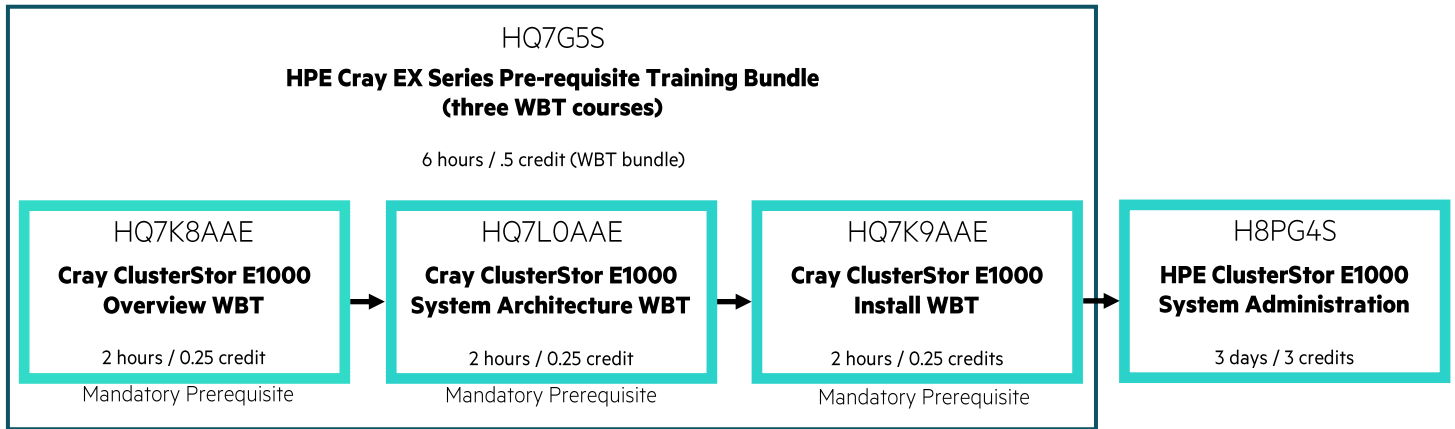 HQ7G5S
HPE Cray EX Series Pre-requisite Training Bundle
(three WBT courses)
6 hours / .5 credit (WBT bundle)
HQ7K8AAE
Cray ClusterStor E1000
Overview WBT
2 hours / 0.25 credit
Mandatory Prerequisite
HQ7L0AAE
Cray ClusterStor E1000
System Architecture WBT
2 hours / 0.25 credit
Mandatory Prerequisite
HQ7K9AAE
Cray ClusterStor E1000
Install WBT
2 hours / 0.25 credits
Mandatory Prerequisite
H8PG4S
HPE ClusterStor E1000
System Administration
3 days / 3 credits